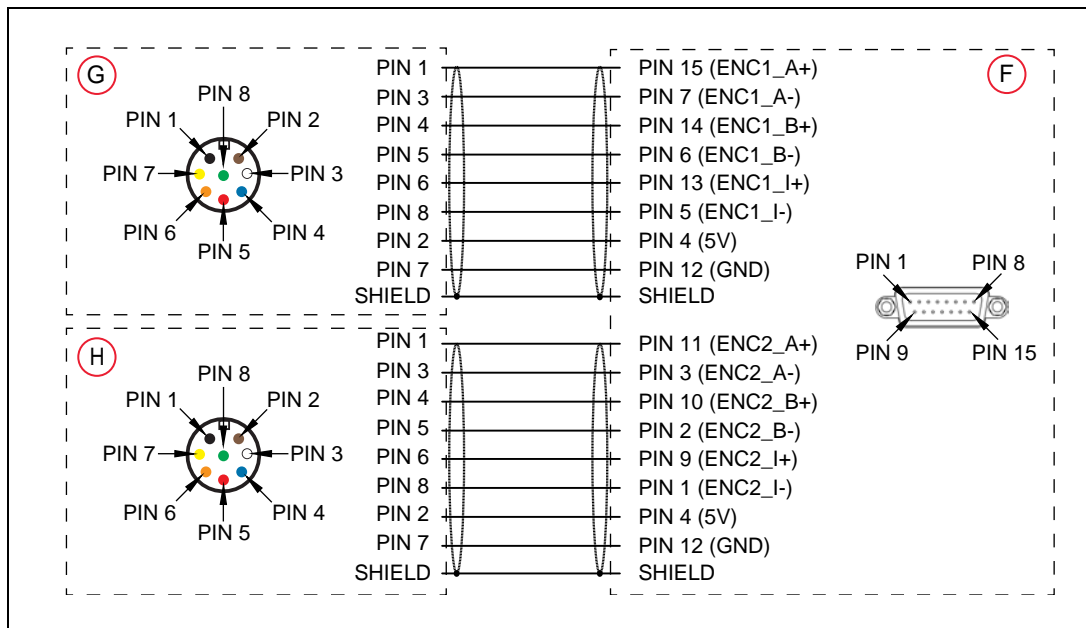 G
PIN 8
PIN 1
PIN 2
PIN 7
PIN 3
PIN 6
PIN 4
PIN 5
PIN 1 PIN 15 (ENC1_A+)
PIN 3 PIN 7 (ENC1_A-)
PIN 4 PIN 14 (ENC1_B+)
PIN 5 PIN 6 (ENC1_B-)
PIN 6 PIN 13 (ENC1_I+)
PIN 8 PIN 5 (ENC1_I-)
PIN 2 PIN 4 (5V)
PIN 7 PIN 12 (GND)
SHIELD SHIELD
H
PIN 8
PIN 1
PIN 2
PIN 7
PIN 3
PIN 6
PIN 4
PIN 5
PIN 1 PIN 11 (ENC2_A+)
PIN 3 PIN 3 (ENC2_A-)
PIN 4 PIN 10 (ENC2_B+)
PIN 5 PIN 2 (ENC2_B-)
PIN 6 PIN 9 (ENC2_I+)
PIN 8 PIN 1 (ENC2_I-)
PIN 2 PIN 4 (5V)
PIN 7 PIN 12 (GND)
SHIELD SHIELD
F
PIN 1 PIN 8
PIN 9 PIN 15